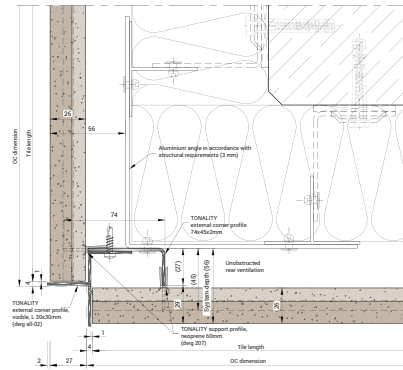 OC dimension
Tile length
26
56
Aluminium angle in accordance with
structural requirements (3 mm)
74
TONALITY
external corner profile
74x45x2mm
1
4
(27)
(45)
System depth (56)
Unobstructed
rear ventilation
29
26
TONALITY
external corner profile,
visible, L 30x30mm
(dwg all-02)
TONALITY support profile,
neoprene 60mm
(dwg 207)
1
4
Tile length
2
27
OC dimension